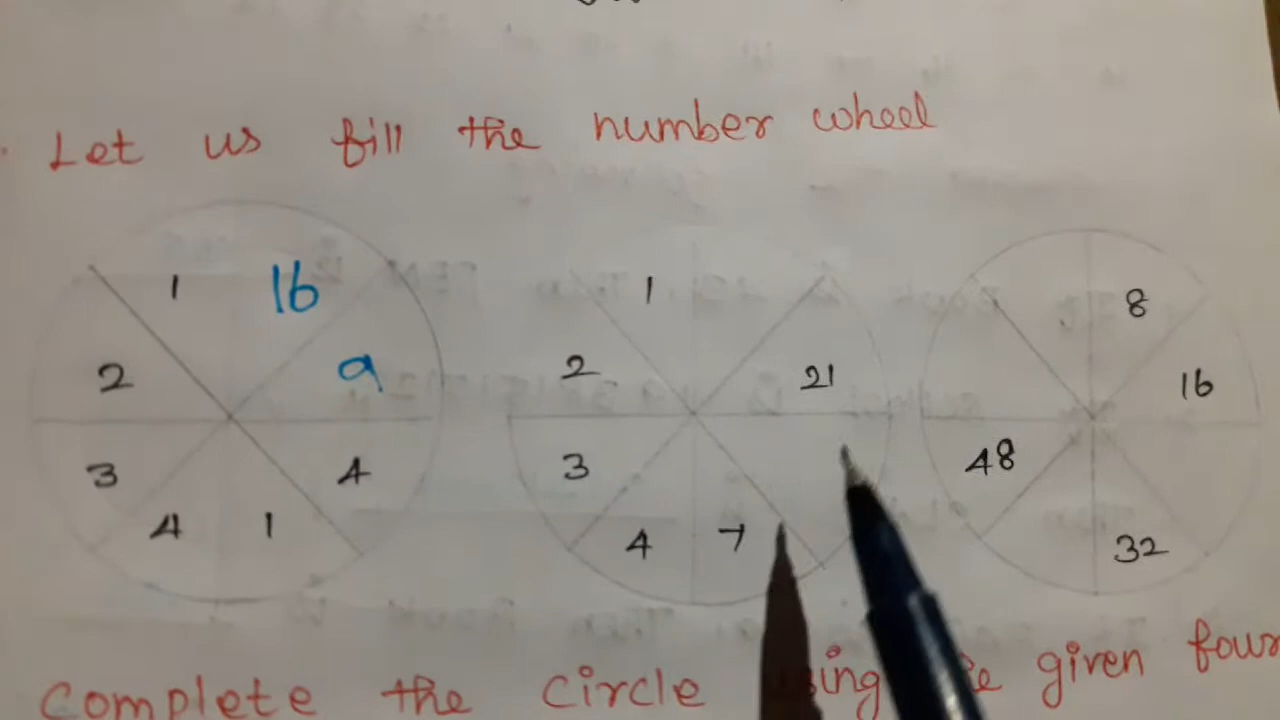 Let us fill the number wheel
1 16 1 8
2 9 2 21 16
3 4 3 48
4 1 4 7 32
Complete the circle given four